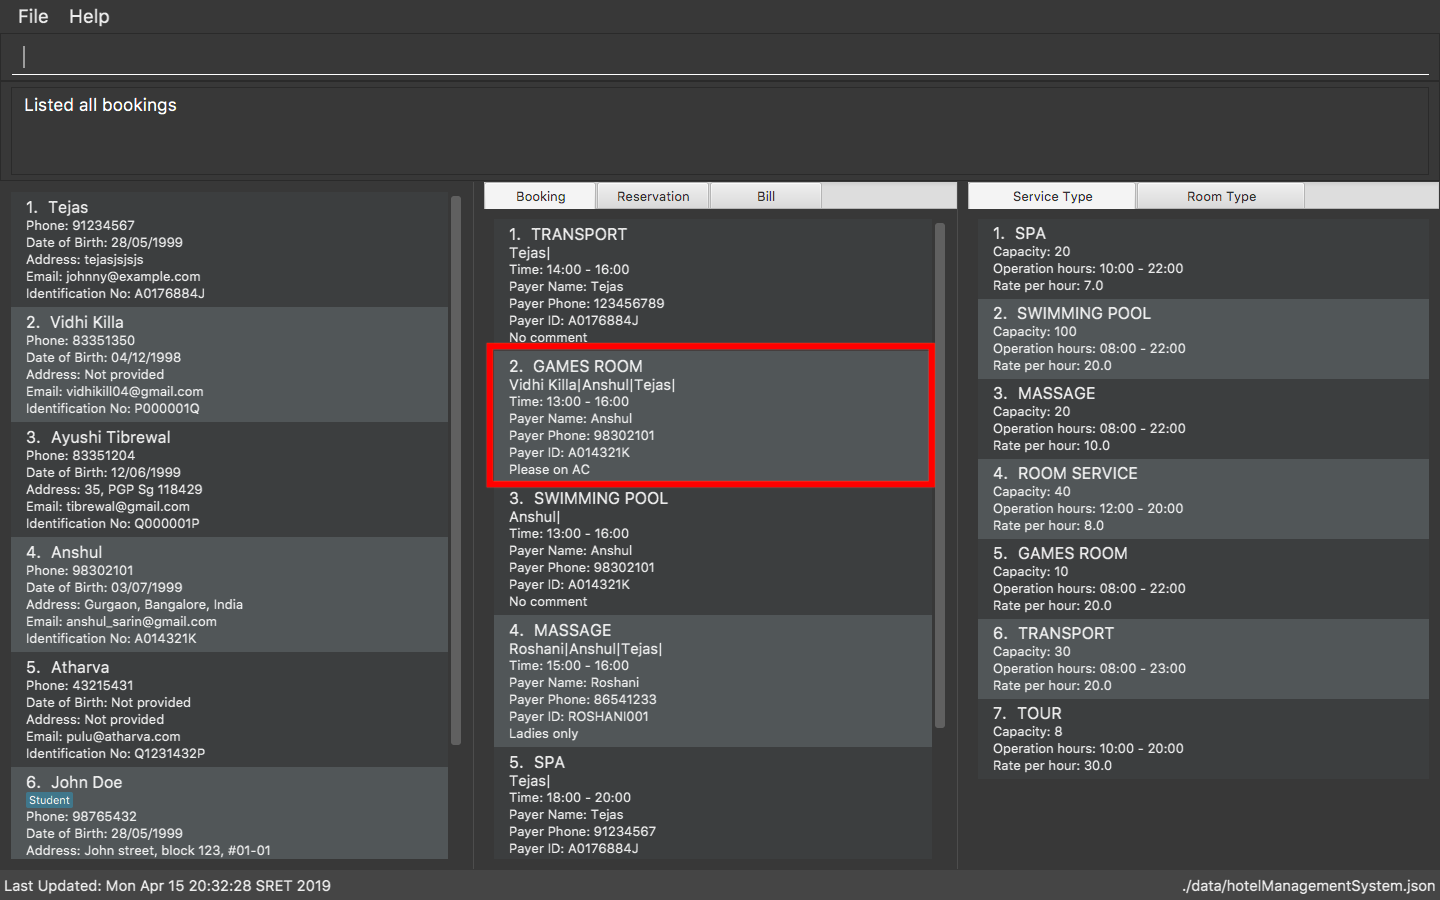 File Help
Listed all bookings
1. Tejas
Phone: 91234567
Date of Birth: 28/05/1999
Address: tejasjsjsjs
Email: johnny@example.com
Identification No: A0176884J
2. Vidhi Killa
Phone: 83351350
Date of Birth: 04/12/1998
Address: Not provided
Email: vidhikill04@gmail.com
Identification No: P000001Q
3. Ayushi Tibrewal
Phone: 83351204
Date of Birth: 12/06/1999
Address: 35, PGP Sg 118429
Email: tibrewal@gmail.com
Identification No: Q000001P
4. Anshul
Phone: 98302101
Date of Birth: 03/07/1999
Address: Gurgaon, Bangalore, India
Email: anshul_sarin@gmail.com
Identification No: A014321K
5. Atharva
Phone: 43215431
Date of Birth: Not provided
Address: Not provided
Email: pulu@atharva.com
Identification No: Q1231432P
6. John Doe
Student
Phone: 98765432
Date of Birth: 28/05/1999
Address: John street, block 123, #01-01
Booking Reservation Bill
1. TRANSPORT
Tejas|
Time: 14:00 - 16:00
Payer Name: Tejas
Payer Phone: 123456789
Payer ID: A0176884J
No comment
2. GAMES ROOM
Vidhi Killa|Anshul|Tejas|
Time: 13:00 - 16:00
Payer Name: Anshul
Payer Phone: 98302101
Payer ID: A014321K
Please on AC
3. SWIMMING POOL
Anshul|
Time: 13:00 - 16:00
Payer Name: Anshul
Payer Phone: 98302101
Payer ID: A014321K
No comment
4. MASSAGE
Roshani|Anshul|Tejas|
Time: 15:00 - 16:00
Payer Name: Roshani
Payer Phone: 86541233
Payer ID: ROSHANI001
Ladies only
5. SPA
Tejas|
Time: 18:00 - 20:00
Payer Name: Tejas
Payer Phone: 91234567
Payer ID: A0176884J
Service Type Room Type
1. SPA
Capacity: 20
Operation hours: 10:00 - 22:00
Rate per hour: 7.0
2. SWIMMING POOL
Capacity: 100
Operation hours: 08:00 - 22:00
Rate per hour: 20.0
3. MASSAGE
Capacity: 20
Operation hours: 08:00 - 22:00
Rate per hour: 10.0
4. ROOM SERVICE
Capacity: 40
Operation hours: 12:00 - 20:00
Rate per hour: 8.0
5. GAMES ROOM
Capacity: 10
Operation hours: 08:00 - 22:00
Rate per hour: 20.0
6. TRANSPORT
Capacity: 30
Operation hours: 08:00 - 23:00
Rate per hour: 20.0
7. TOUR
Capacity: 8
Operation hours: 10:00 - 20:00
Rate per hour: 30.0
Last Updated: Mon Apr 15 20:32:28 SRET 2019
./data/hotelManagementSystem.json